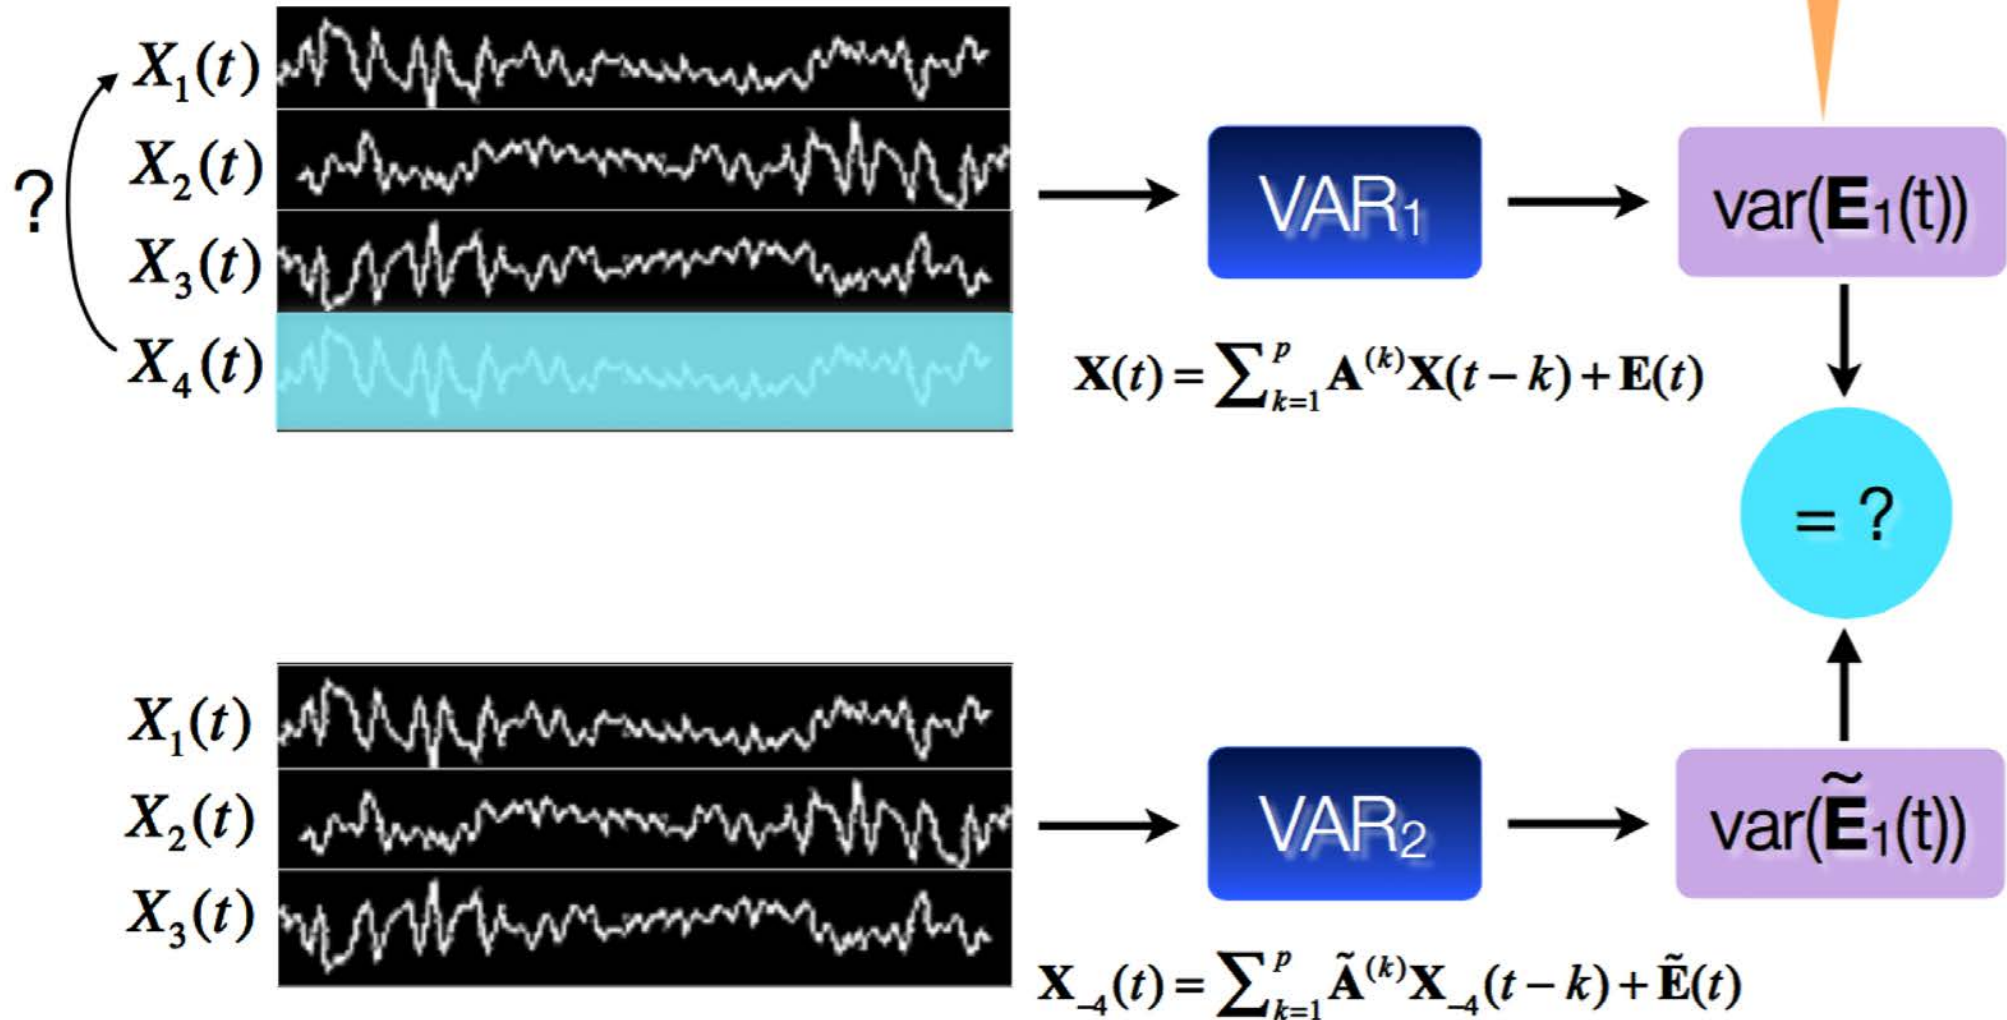 X₁(t)
X₂(t)
?
X₃(t)
X₄(t)
VAR₁
var(E₁(t))
X(t) = ∑ₖ₌₁ᵖ A⁽ᵏ⁾X(t − k) + E(t)
= ?
X₁(t)
X₂(t)
X₃(t)
VAR₂
var(Ẽ₁(t))
X₋₄(t) = ∑ₖ₌₁ᵖ Ã⁽ᵏ⁾X₋₄(t − k) + Ẽ(t)